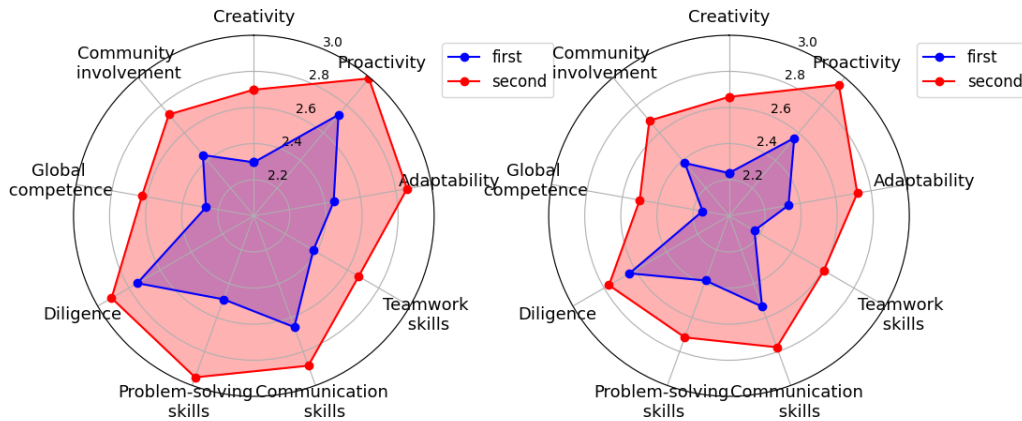 Creativity
Proactivity
Adaptability
Teamwork
skills
Communication
skills
Problem-solving
skills
Diligence
Global
competence
Community
involvement
2.2
2.4
2.6
2.8
3.0
first
second
Creativity
Proactivity
Adaptability
Teamwork
skills
Communication
skills
Problem-solving
skills
Diligence
Global
competence
Community
involvement
2.2
2.4
2.6
2.8
3.0
first
second